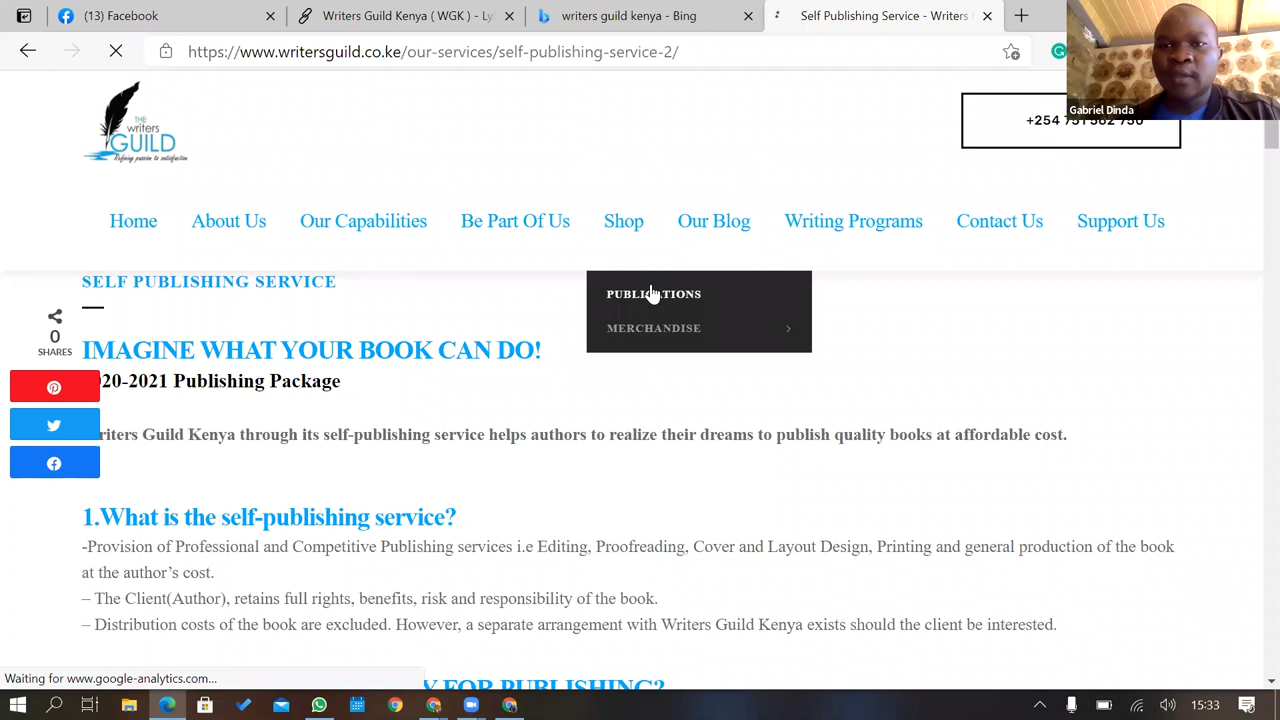 Facebook
Writers Guild Kenya (WGK) - Ly
writers guild kenya - Bing
Self Publishing Service - Writers
https://www.writersguild.co.ke/our-services/self-publishing-service-2/
Gabriel Dinda
THE
writers
GUILD
Refining passion to satisfaction
+254
Home About Us Our Capabilities Be Part Of Us Shop Our Blog Writing Programs Contact Us Support Us
SELF PUBLISHING SERVICE
PUBLICATIONS
MERCHANDISE
0
SHARES
IMAGINE WHAT YOUR BOOK CAN DO!
20-2021 Publishing Package
riters Guild Kenya through its self-publishing service helps authors to realize their dreams to publish quality books at affordable cost.
1.What is the self-publishing service?
-Provision of Professional and Competitive Publishing services i.e Editing, Proofreading, Cover and Layout Design, Printing and general production of the book
at the author’s cost.
– The Client(Author), retains full rights, benefits, risk and responsibility of the book.
– Distribution costs of the book are excluded. However, a separate arrangement with Writers Guild Kenya exists should the client be interested.
Waiting for www.google-analytics.com...
Y FOR PUBLISHING?
15:33